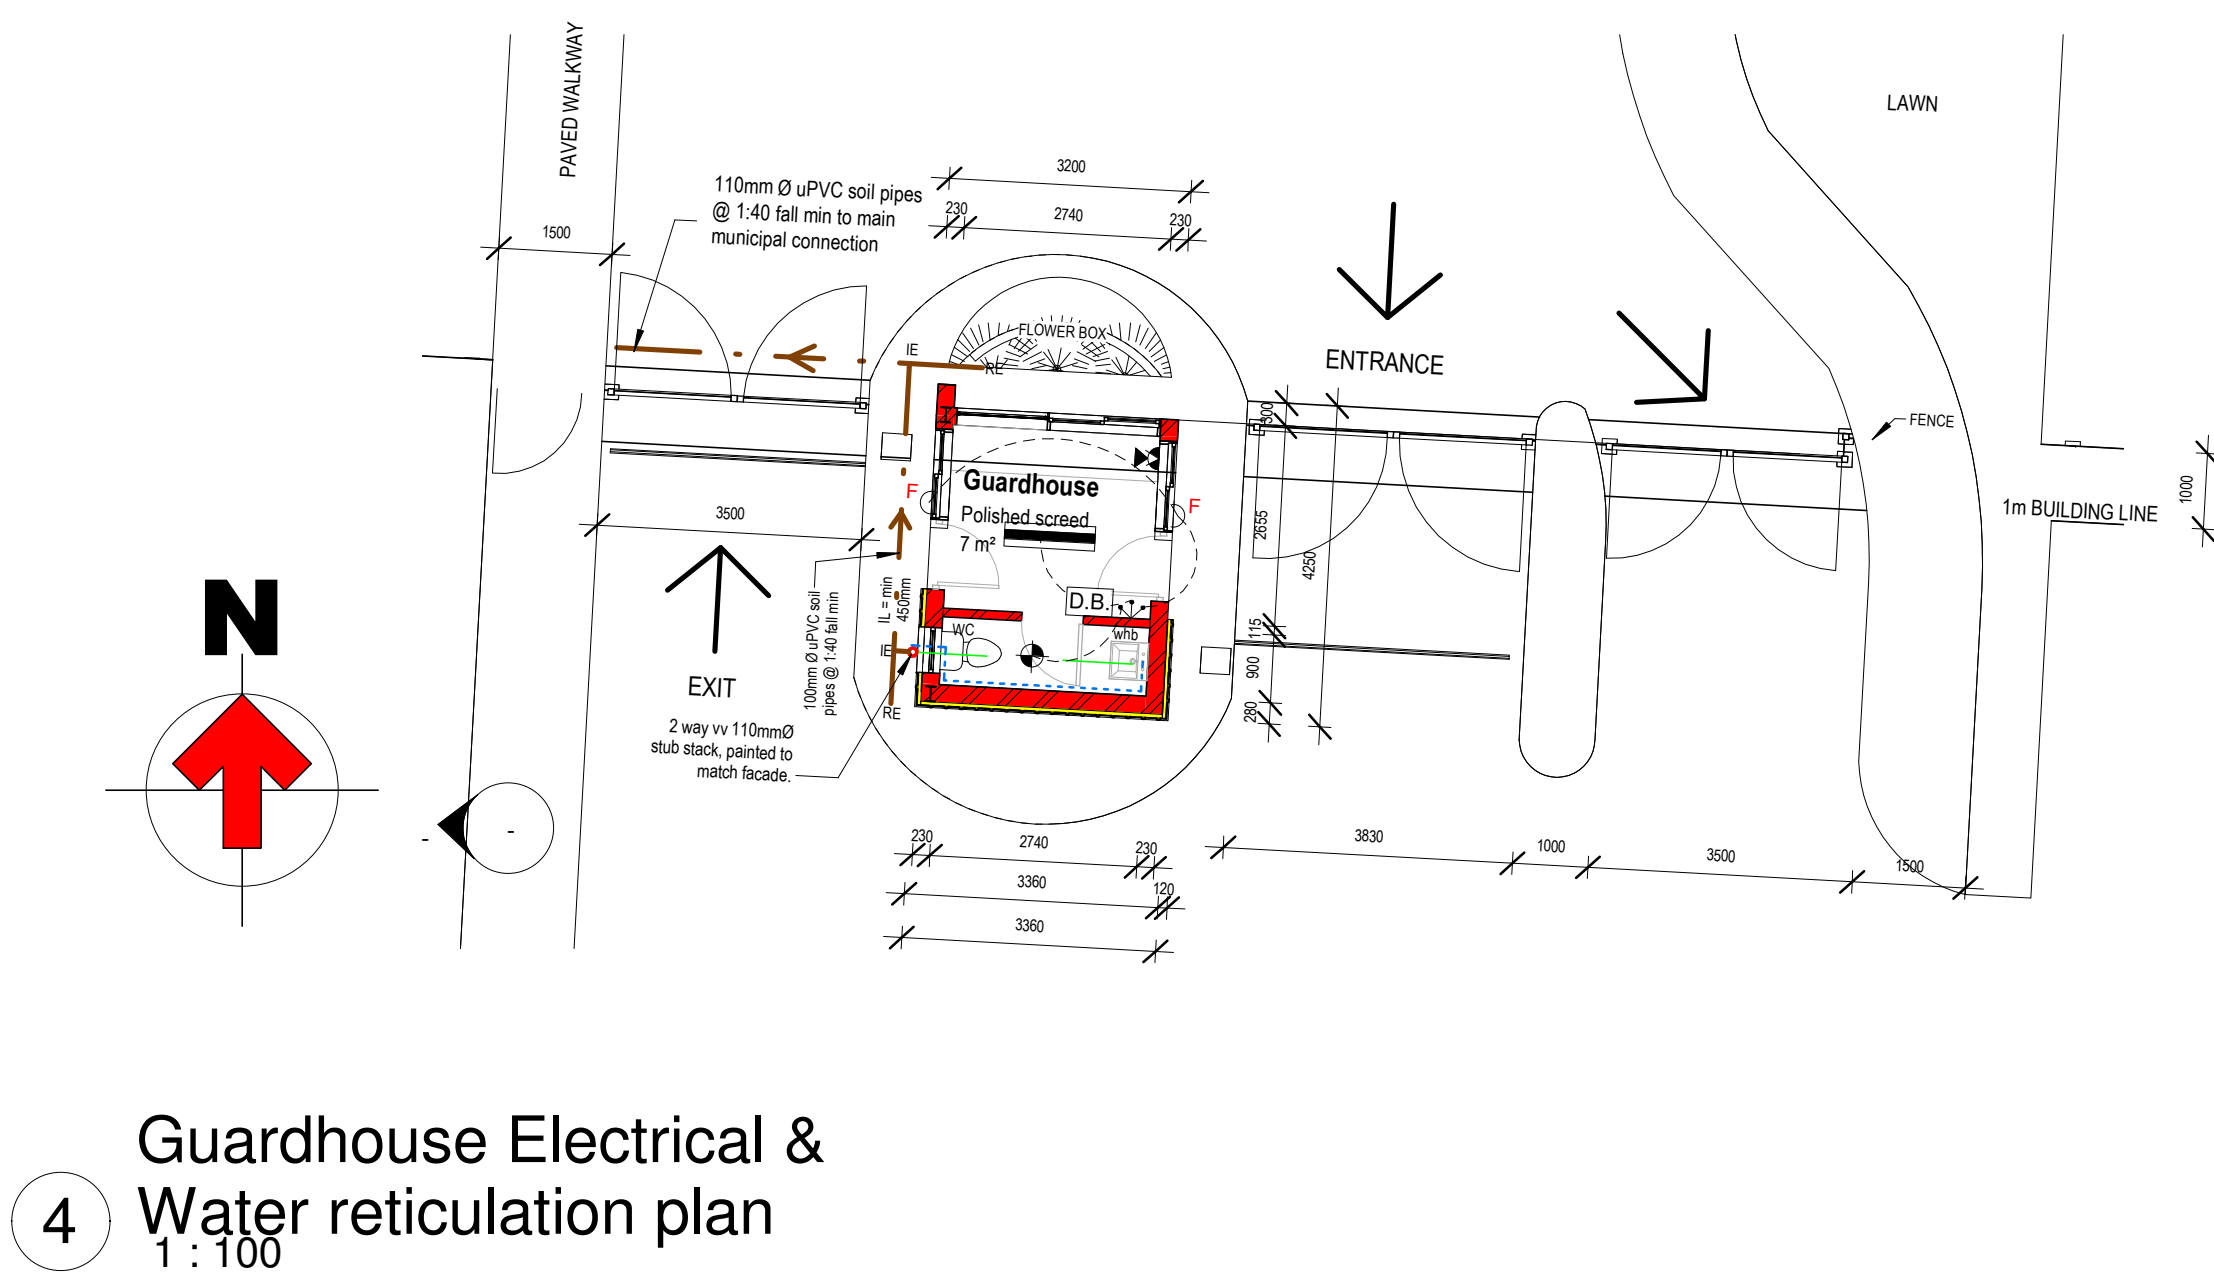 PAVED WALKWAY
LAWN
3200
110mm Ø uPVC soil pipes
@ 1:40 fall min to main
municipal connection
230
2740
230
1500
FLOWER BOX
IE
RE
ENTRANCE
300
FENCE
F
Guardhouse
Polished screed
7 m²
F
1000
1m BUILDING LINE
3500
2655
4250
N
100mm Ø uPVC soil
pipes @ 1:40 fall min
IL = min
450mm
D.B.
WC
whb
115
IE
900
EXIT
280
RE
2 way vv 110mmØ
stub stack, painted to
match facade.
-
-
230
2740
230
3830
1000
3500
1500
3360
120
3360
Guardhouse Electrical &
4
Water reticulation plan
1 : 100